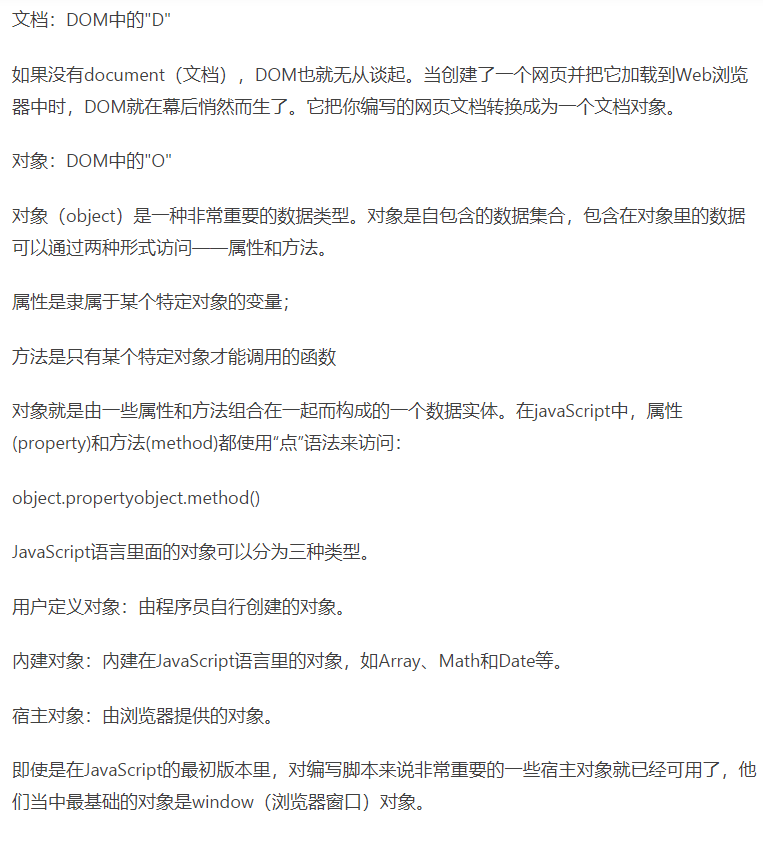 文档：DOM中的"D"
如果没有document（文档），DOM也就无从谈起。当创建了一个网页并把它加载到Web浏览
器中时，DOM就在幕后悄然而生了。它把你编写的网页文档转换成为一个文档对象。
对象：DOM中的"O"
对象（object）是一种非常重要的数据类型。对象是自包含的数据集合，包含在对象里的数据
可以通过两种形式访问——属性和方法。
属性是隶属于某个特定对象的变量；
方法是只有某个特定对象才能调用的函数
对象就是由一些属性和方法组合在一起而构成的一个数据实体。在javaScript中，属性
(property)和方法(method)都使用“点”语法来访问：
object.propertyobject.method()
JavaScript语言里面的对象可以分为三种类型。
用户定义对象：由程序员自行创建的对象。
内建对象：内建在JavaScript语言里的对象，如Array、Math和Date等。
宿主对象：由浏览器提供的对象。
即使是在JavaScript的最初版本里，对编写脚本来说非常重要的一些宿主对象就已经可用了，他
们当中最基础的对象是window（浏览器窗口）对象。